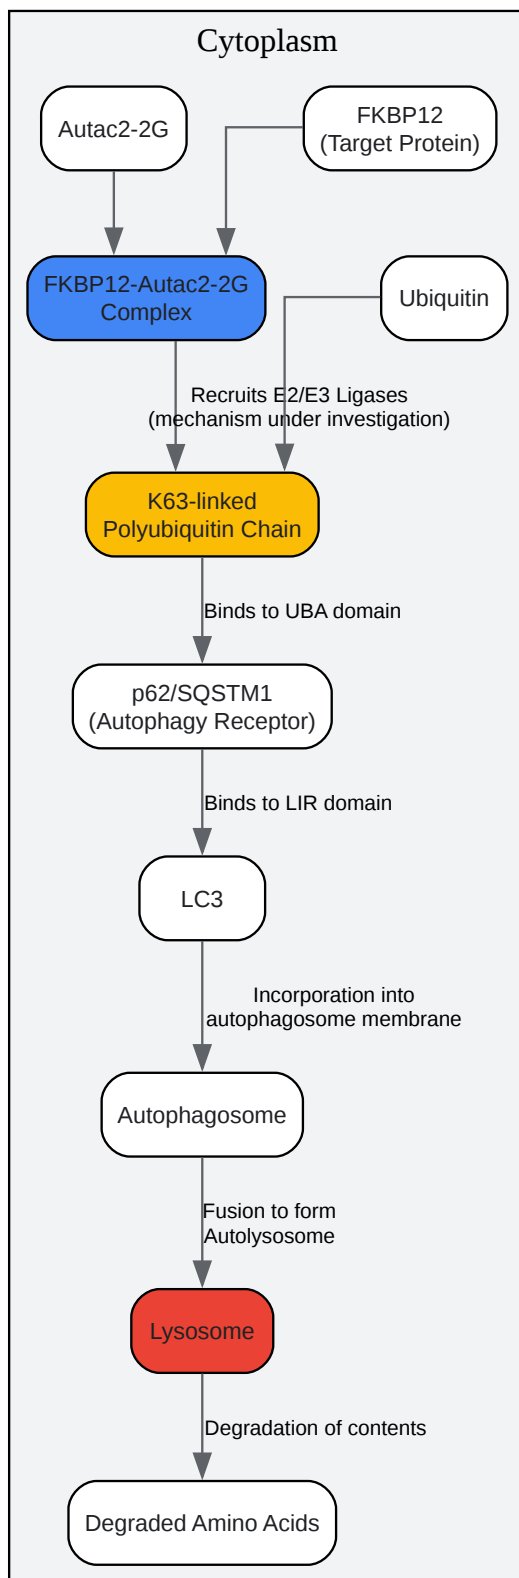 Cytoplasm
Autac2-2G
FKBP12
(Target Protein)
FKBP12-Autac2-2G
Complex
Ubiquitin
Recruits E2/E3 Ligases
(mechanism under investigation)
K63-linked
Polyubiquitin Chain
Binds to UBA domain
p62/SQSTM1
(Autophagy Receptor)
Binds to LIR domain
LC3
Incorporation into
autophagosome membrane
Autophagosome
Fusion to form
Autolysosome
Lysosome
Degradation of contents
Degraded Amino Acids